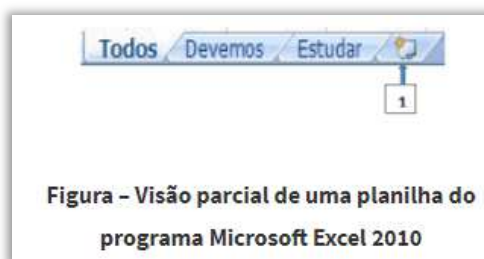 Todos Devemos Estudar
1
Figura – Visão parcial de uma planilha do
programa Microsoft Excel 2010